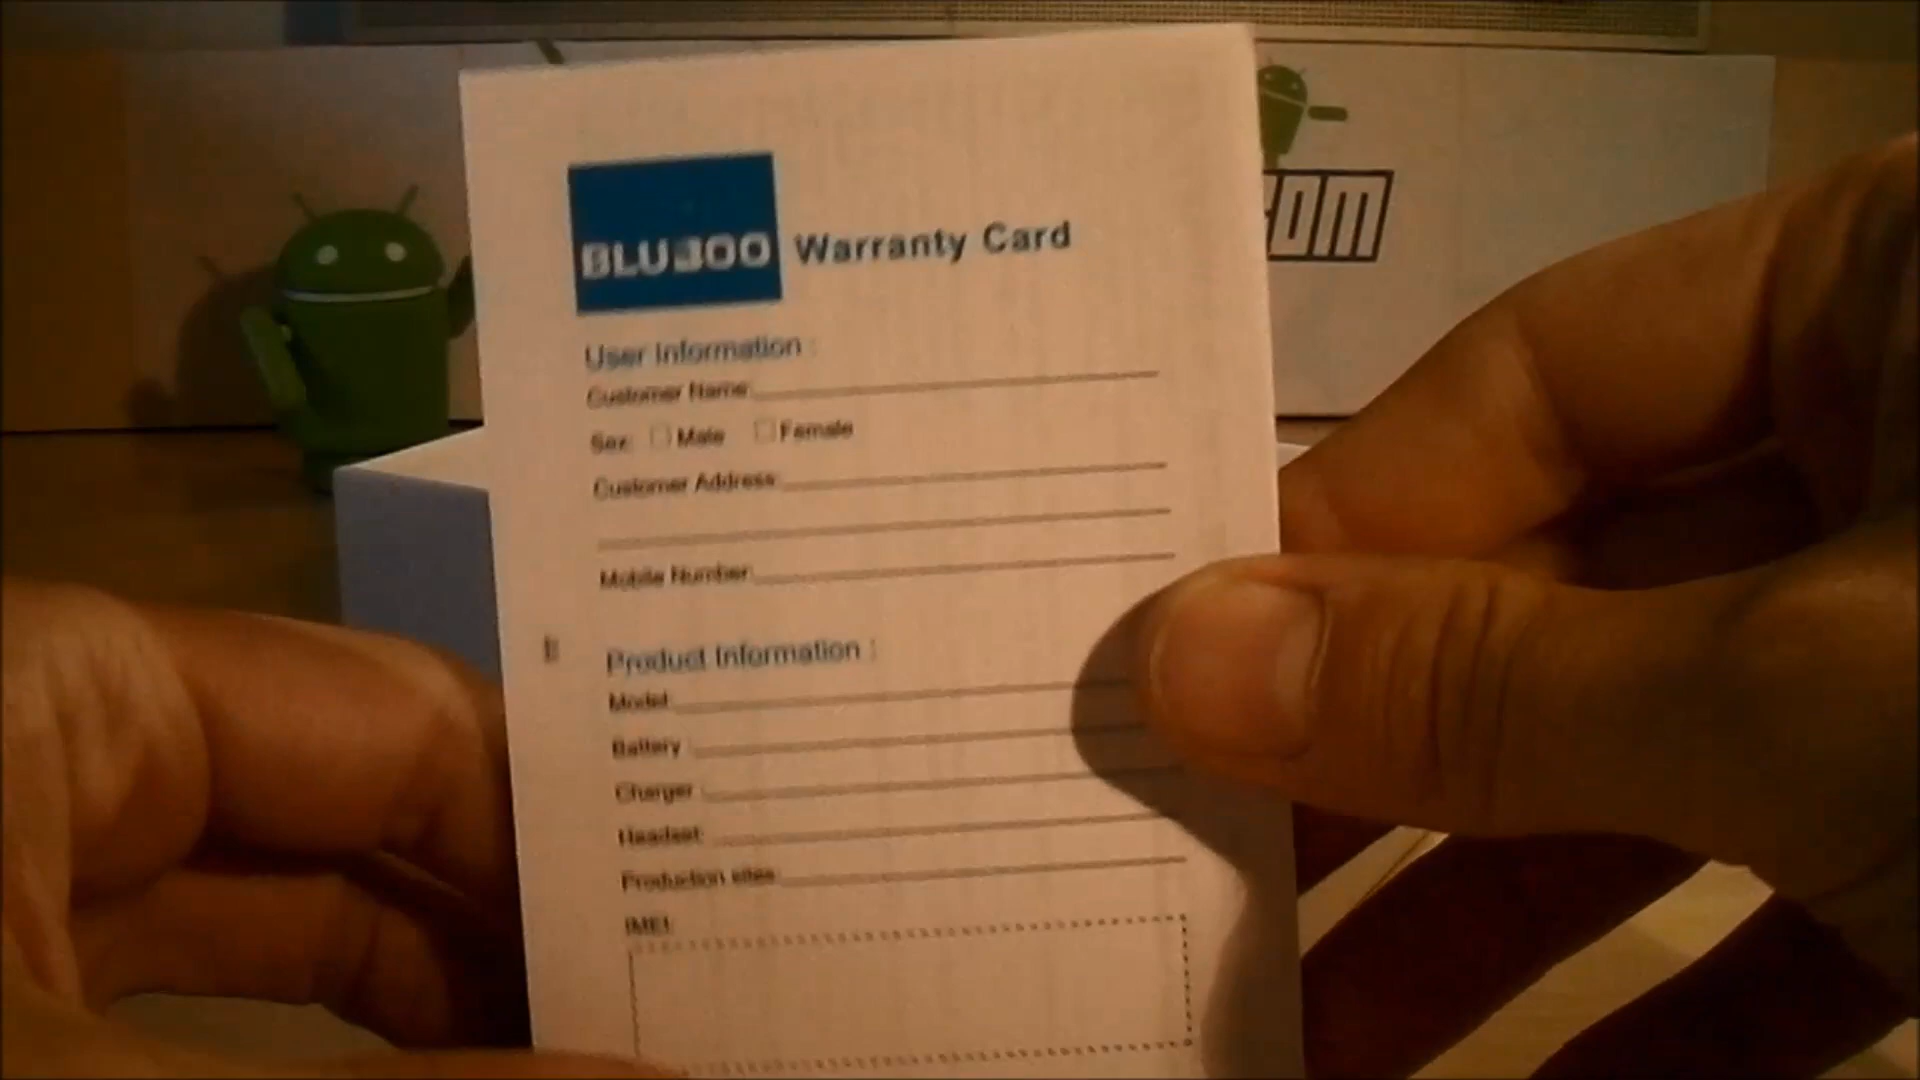 BLUBOO Warranty Card
User Information :
Customer Name:
Sex: Male Female
Customer Address:
Mobile Number:
Product Information :
Model:
Battery :
Charger :
Headset:
Production sites:
IMEI:
COM